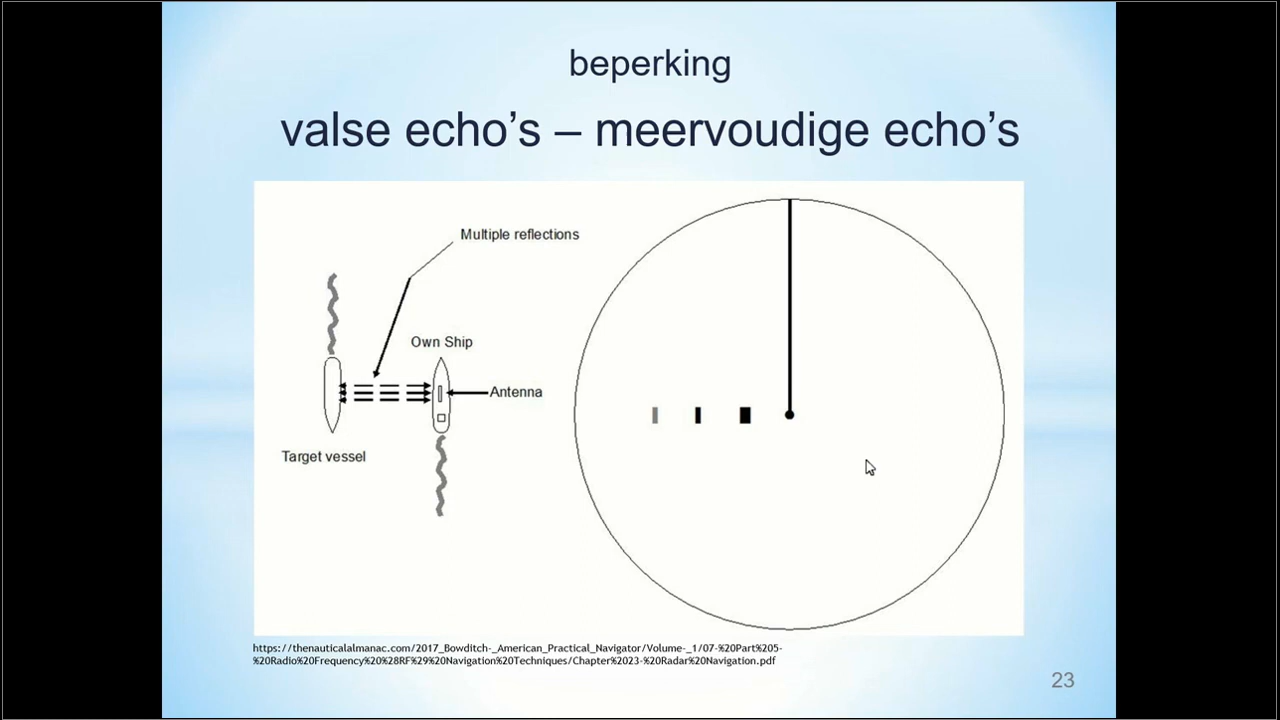 beperking
valse echo’s – meervoudige echo’s
Multiple reflections
Own Ship
Antenna
Target vessel
https://thenauticalalmanac.com/2017_Bowditch-_American_Practical_Navigator/Volume-_1/07-%20Part%205-
%20Radio%20Frequency%20%28RF%29%20Navigation%20Techniques/Chapter%2023-%20Radar%20Navigation.pdf
23